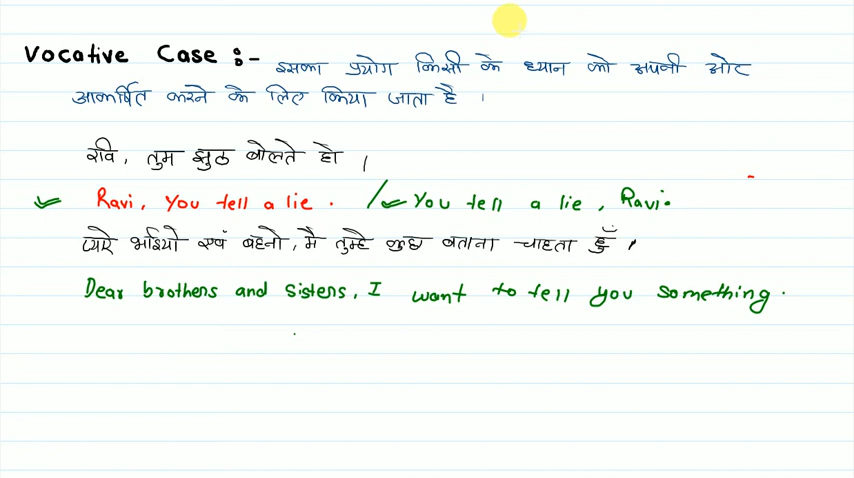 Vocative Case :- इसका प्रयोग किसी के ध्यान को अपनी ओर
आकर्षित करने के लिए किया जाता है ।
रवि, तुम झुठ बोलते हो ।
Ravi, You tell a lie. / You tell a lie, Ravi.
प्यारे भाईयो एवं बहनो, मै तुम्हे कुछ बताना चाहता हुँ ।
Dear brothers and sisters, I want to tell you something.